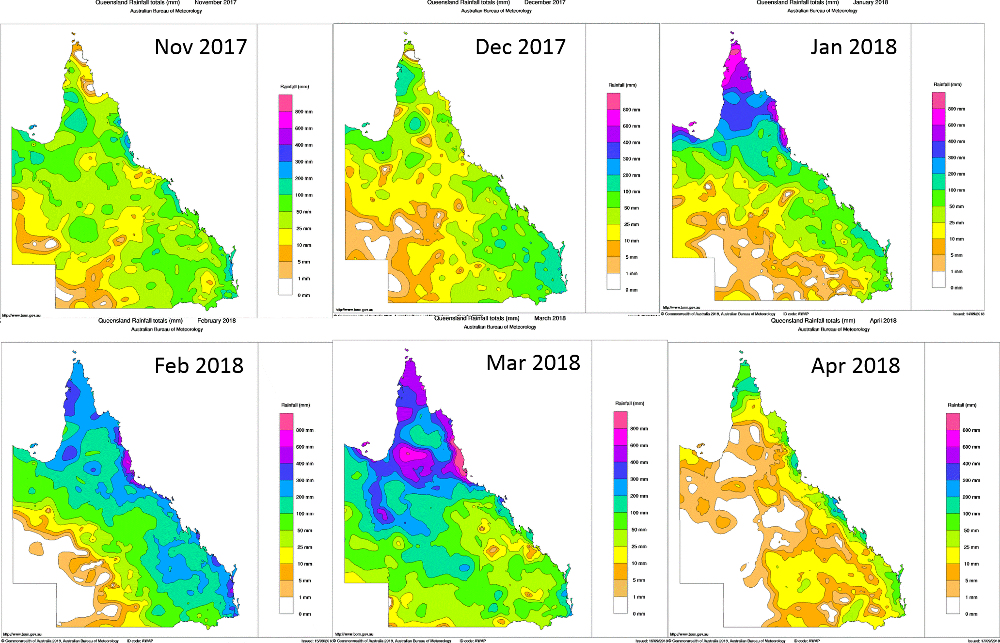 Queensland Rainfall totals (mm) November 2017
Australian Bureau of Meteorology
Nov 2017
Rainfall (mm)
800 mm
600 mm
400 mm
300 mm
200 mm
100 mm
50 mm
25 mm
10 mm
5 mm
1 mm
0 mm
http://www.bom.gov.au
Queensland Rainfall totals (mm) December 2017
Australian Bureau of Meteorology
Dec 2017
Rainfall (mm)
800 mm
600 mm
400 mm
300 mm
200 mm
100 mm
50 mm
25 mm
10 mm
5 mm
1 mm
0 mm
http://www.bom.gov.au
© Commonwealth of Australia 2018, Australian Bureau of Meteorology ID code: AWAP
Queensland Rainfall totals (mm) January 2018
Australian Bureau of Meteorology
Jan 2018
Rainfall (mm)
800 mm
600 mm
400 mm
300 mm
200 mm
100 mm
50 mm
25 mm
10 mm
5 mm
1 mm
0 mm
http://www.bom.gov.au
© Commonwealth of Australia 2018, Australian Bureau of Meteorology ID code: AWAP Issued: 14/09/2018
Queensland Rainfall totals (mm) February 2018
Australian Bureau of Meteorology
Feb 2018
Rainfall (mm)
800 mm
600 mm
400 mm
300 mm
200 mm
100 mm
50 mm
25 mm
10 mm
5 mm
1 mm
0 mm
http://www.bom.gov.au
© Commonwealth of Australia 2018, Australian Bureau of Meteorology ID code: AWAP Issued: 15/09/2018
Queensland Rainfall totals (mm) March 2018
Australian Bureau of Meteorology
Mar 2018
Rainfall (mm)
800 mm
600 mm
400 mm
300 mm
200 mm
100 mm
50 mm
25 mm
10 mm
5 mm
1 mm
0 mm
http://www.bom.gov.au
© Commonwealth of Australia 2018, Australian Bureau of Meteorology ID code: AWAP Issued: 16/09/2018
Queensland Rainfall totals (mm) April 2018
Australian Bureau of Meteorology
Apr 2018
Rainfall (mm)
800 mm
600 mm
400 mm
300 mm
200 mm
100 mm
50 mm
25 mm
10 mm
5 mm
1 mm
0 mm
http://www.bom.gov.au
© Commonwealth of Australia 2018, Australian Bureau of Meteorology ID code: AWAP Issued: 17/09/2018